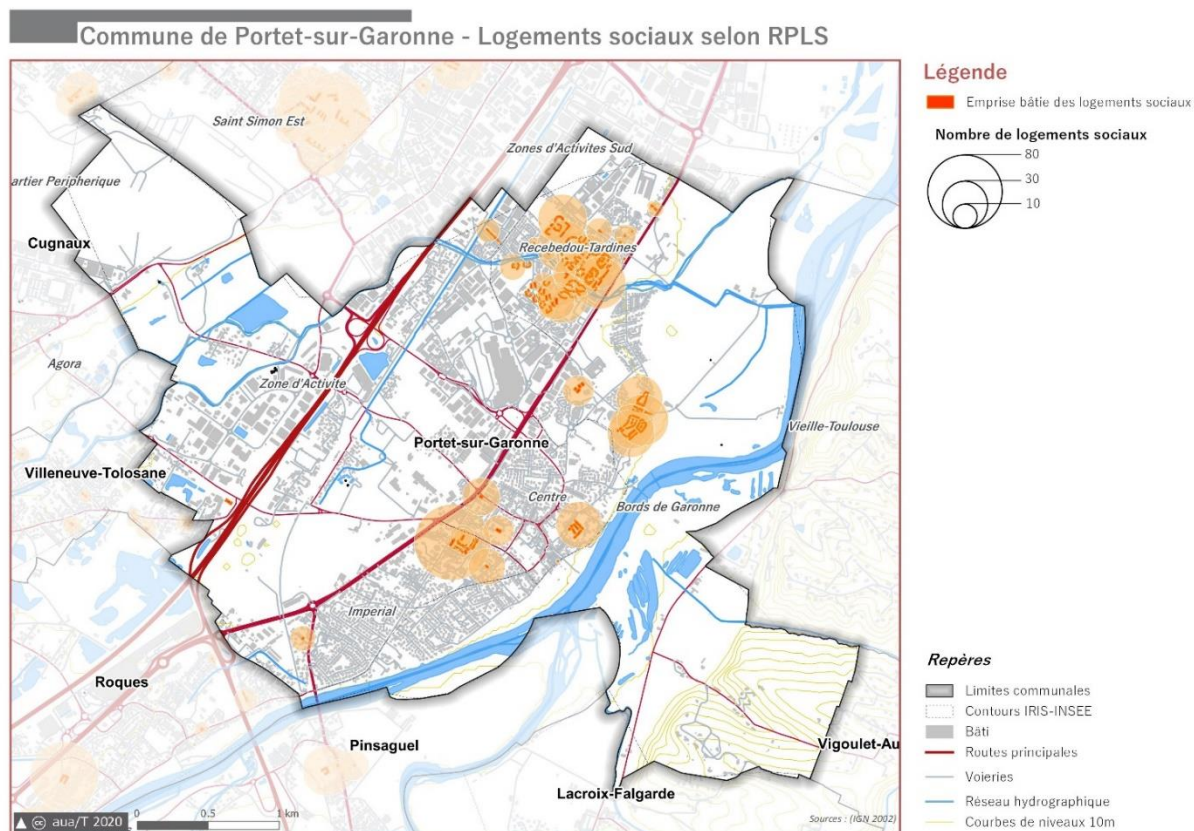 Commune de Portet-sur-Garonne - Logements sociaux selon RPLS
Légende
Emprise bâtie des logements sociaux
Nombre de logements sociaux
80
30
10
Saint Simon Est
Zones d'Activites Sud
artier Peripherique
Cugnaux
Recebedou-Tardines
Agora
Zone d'Activite
Portet-sur-Garonne
Vieille-Toulouse
Villeneuve-Tolosane
Centre
Bords de Garonne
Imperial
Roques
Pinsaguel
Vigoulet-Au
Lacroix-Falgarde
Repères
Limites communales
Contours IRIS-INSEE
Bâti
Routes principales
Voieries
Réseau hydrographique
Courbes de niveaux 10m
cc aua/T 2020
0
0.5
1 km
Sources : (IGN 2002)